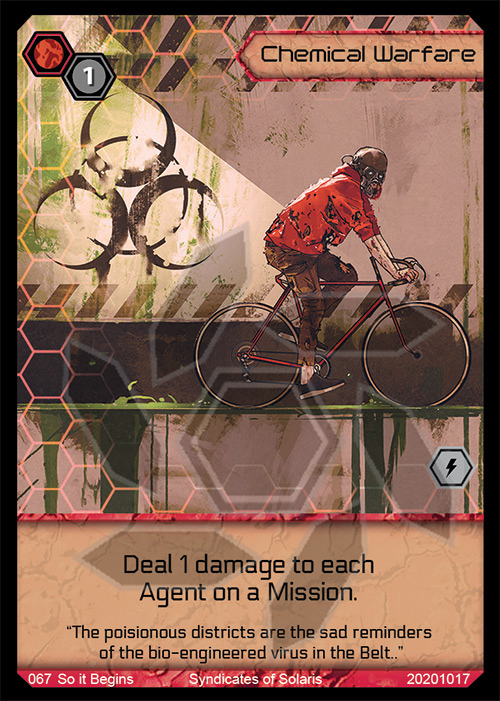 Chemical Warfare
1
Deal 1 damage to each
Agent on a Mission.
“The poisionous districts are the sad reminders
of the bio-engineered virus in the Belt..”
067 So it Begins Syndicates of Solaris 20201017